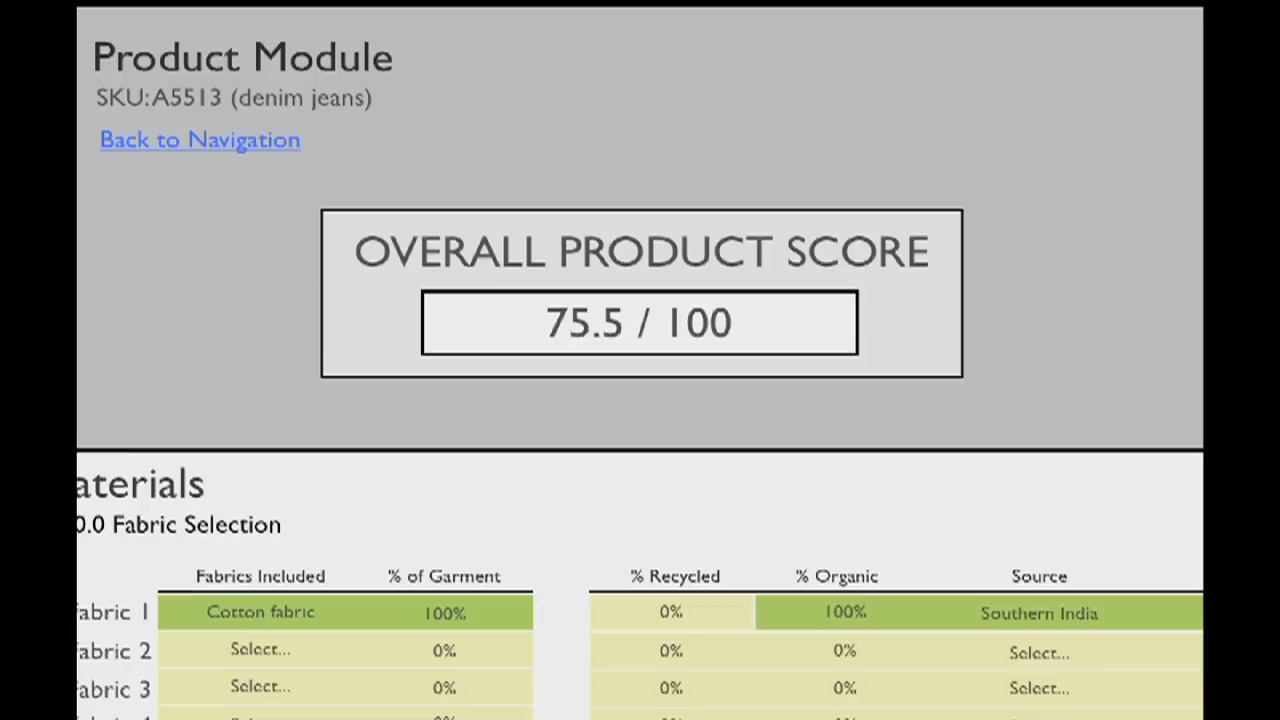 Product Module
SKU: A5513 (denim jeans)
Back to Navigation
OVERALL PRODUCT SCORE
75.5 / 100
aterials
0.0 Fabric Selection
Fabrics Included % of Garment % Recycled % Organic Source
abric 1 Cotton fabric 100% 0% 100% Southern India
abric 2 Select... 0% 0% 0% Select...
abric 3 Select... 0% 0% 0% Select...